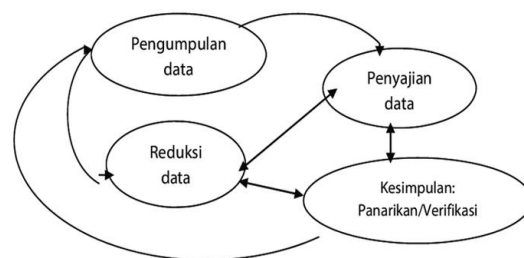 Pengumpulan
data
Penyajian
data
Reduksi
data
Kesimpulan:
Panarikan/Verifikasi